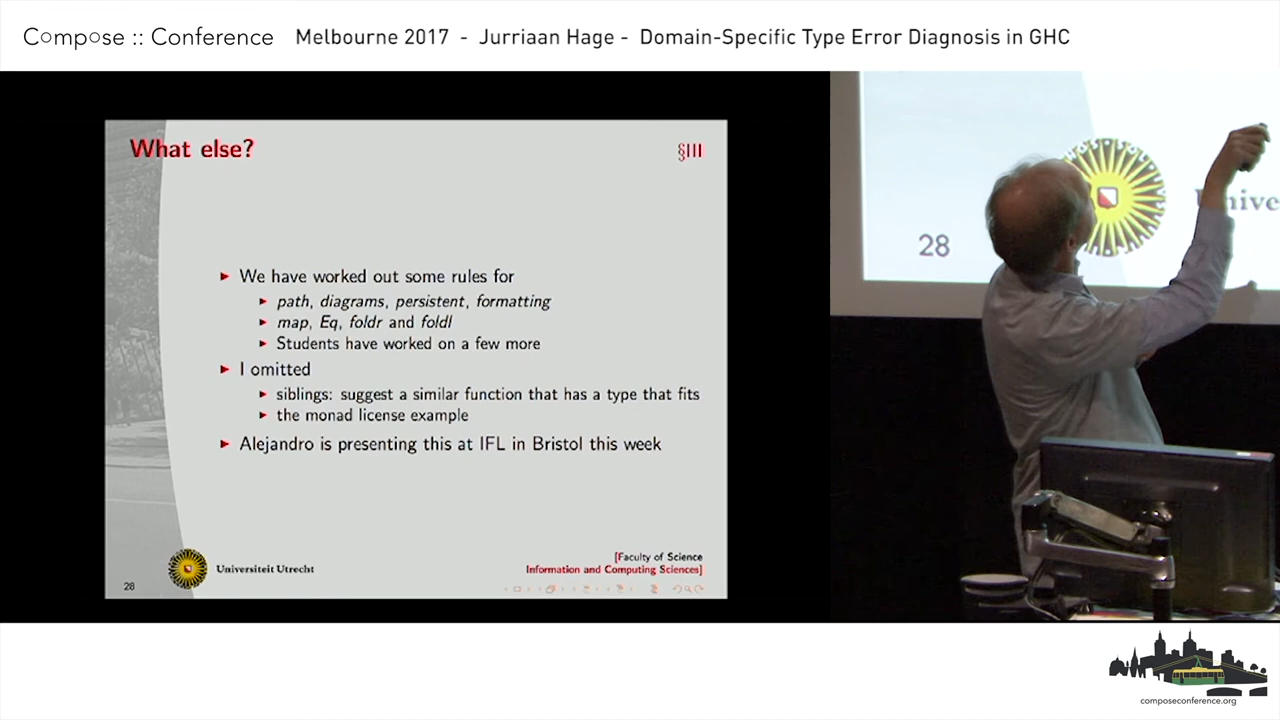 Compose :: Conference Melbourne 2017 - Jurriaan Hage - Domain-Specific Type Error Diagnosis in GHC
What else?
§III
We have worked out some rules for
path, diagrams, persistent, formatting
map, Eq, foldr and foldl
Students have worked on a few more
I omitted
siblings: suggest a similar function that has a type that fits
the monad license example
Alejandro is presenting this at IFL in Bristol this week
Universiteit Utrecht
[Faculty of Science
Information and Computing Sciences]
28
28
composeconference.org